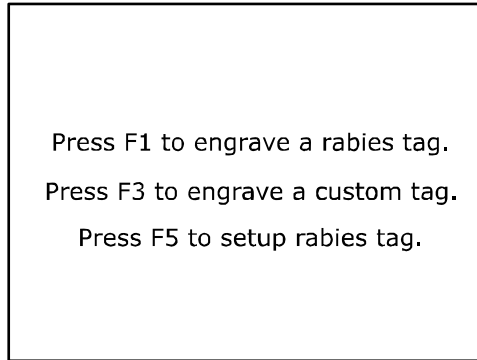 Press F1 to engrave a rabies tag.
Press F3 to engrave a custom tag.
Press F5 to setup rabies tag.